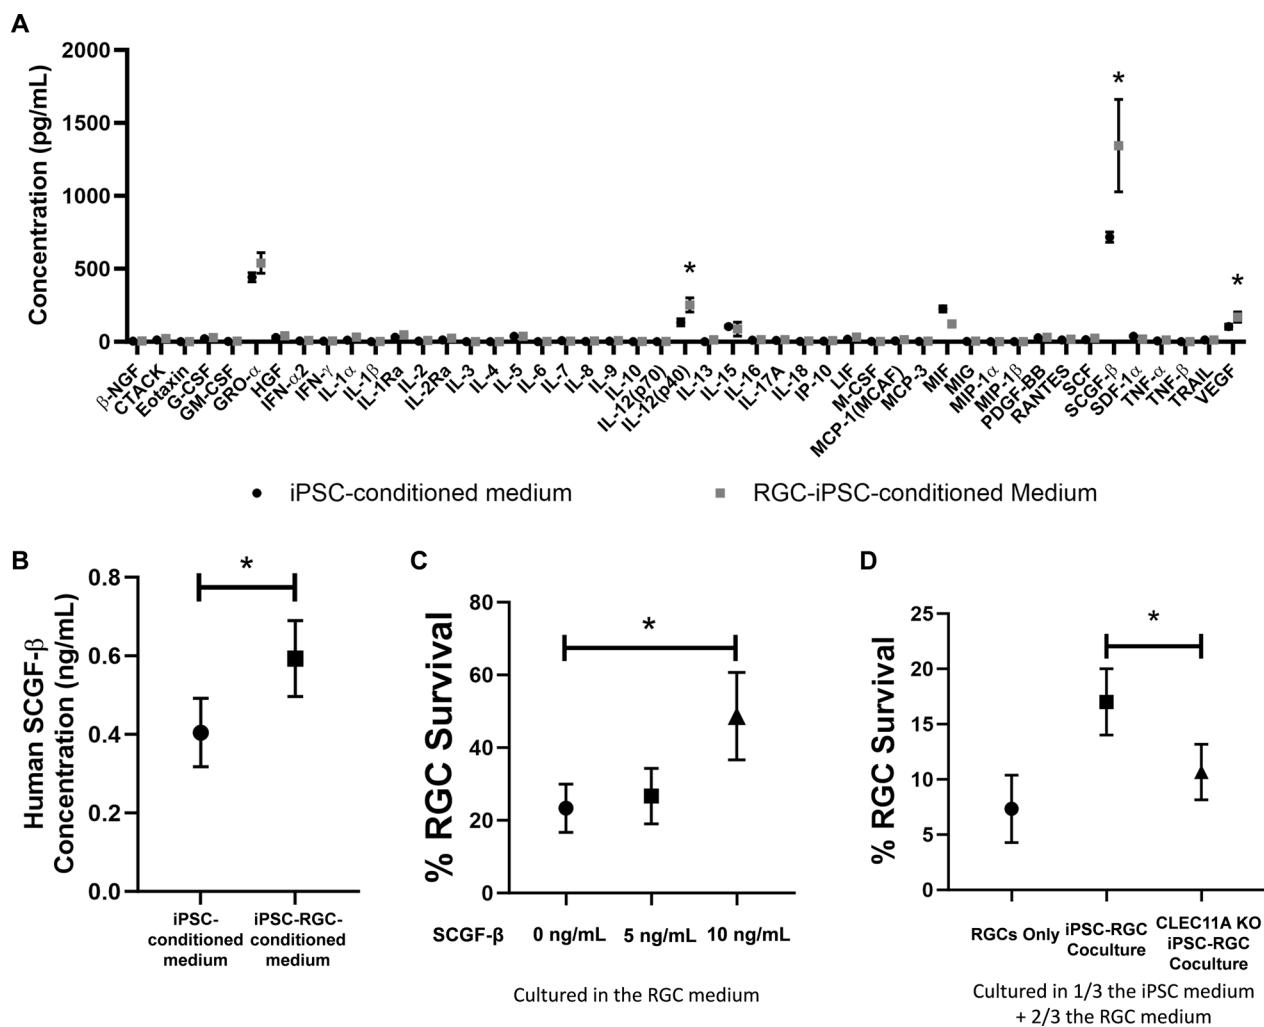 A
Concentration (pg/mL)
2000
1500
1000
500
0
*
*
*
β-NGF
CTACK
Eotaxin
G-CSF
GM-CSF
GRO-α
HGF
IFN-α2
IFN-γ
IL-1α
IL-1β
IL-1Ra
IL-2
IL-2Ra
IL-3
IL-4
IL-5
IL-6
IL-7
IL-8
IL-9
IL-10
IL-12(p70)
IL-12(p40)
IL-13
IL-15
IL-16
IL-17A
IL-18
IP-10
LIF
M-CSF
MCP-1(MCAF)
MCP-3
MIF
MIG
MIP-1α
MIP-1β
PDGF-BB
RANTES
SCF
SCGF-β
SDF-1α
TNF-α
TNF-β
TRAIL
VEGF
iPSC-conditioned medium
RGC-iPSC-conditioned Medium
B
Human SCGF-β
Concentration (ng/mL)
0.8
0.6
0.4
0.2
0.0
*
iPSC-
conditioned
medium
iPSC-RGC-
conditioned
medium
C
% RGC Survival
80
60
40
20
0
*
SCGF-β
0 ng/mL
5 ng/mL
10 ng/mL
Cultured in the RGC medium
D
% RGC Survival
25
20
15
10
5
0
*
RGCs Only
iPSC-RGC
Coculture
CLEC11A KO
iPSC-RGC
Coculture
Cultured in 1/3 the iPSC medium
+ 2/3 the RGC medium